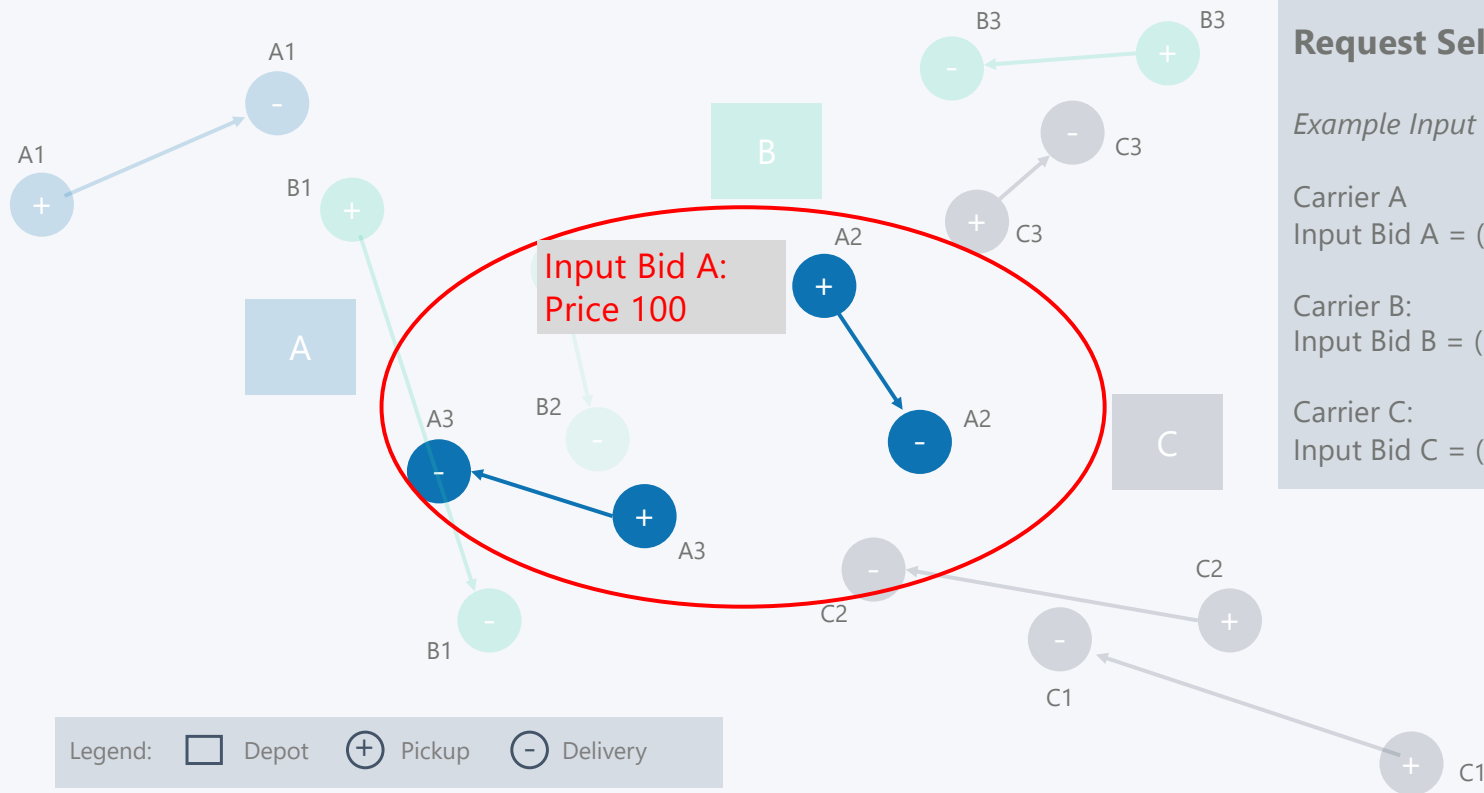 B3
B3
A1
-
-
+
Request Sel
-
Example Input
A1
B
-
C3
+
B1
+
Carrier A
Input Bid A = (
+
C3
A2
Input Bid A:
Price 100
+
Carrier B:
Input Bid B = (
A
B2
A3
A2
Carrier C:
Input Bid C = (
-
-
C
-
+
A3
-
C2
C2
B1
-
+
-
C1
Legend:
Depot
+
Pickup
-
Delivery
+
C1